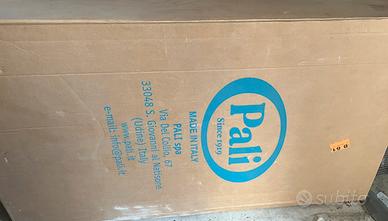 Pali
Since 1919
MADE IN ITALY
PALI spa
Via Del Collio, 67
33048 S. Giovanni al Natisone
(Udine) Italy
www.pali.it
e-mail: info@pali.it
subito